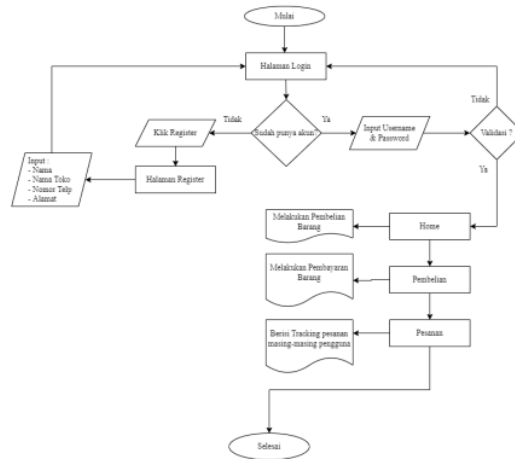 Mulai
Halaman Login
Tidak
Sudah punya akun?
Ya
Klik Register
Input Username
& Password
Tidak
Validasi ?
Ya
Input :
- Nama
- Nama Toko
- Nomor Telp
- Alamat
Halaman Register
Melakukan Pembelian
Barang
Home
Melakukan Pembayaran
Barang
Pembelian
Berisi Tracking pesanan
masing-masing pengguna
Pesanan
Selesai